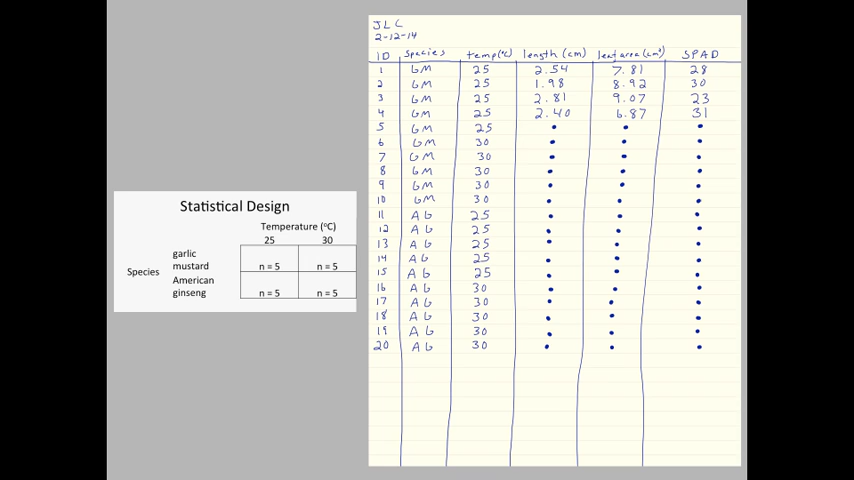 Statistical Design
Temperature (ºC)
25 30
garlic
mustard
n = 5 n = 5
Species
American
ginseng
n = 5 n = 5
JLC
2-12-14
ID Species temp(°C) length (cm) leaf area (cm²) SPAD
1 GM 25 2.54 7.81 28
2 GM 25 1.98 8.92 30
3 GM 25 2.81 9.07 23
4 GM 25 2.40 6.87 31
5 GM 25 • • •
6 GM 30 • • •
7 GM 30 • • •
8 GM 30 • • •
9 GM 30 • • •
10 GM 30 • • •
11 AG 25 • • •
12 AG 25 • • •
13 AG 25 • • •
14 AG 25 • • •
15 AG 25 • • •
16 AG 30 • • •
17 AG 30 • • •
18 AG 30 • • •
19 AG 30 • • •
20 AG 30 • • •